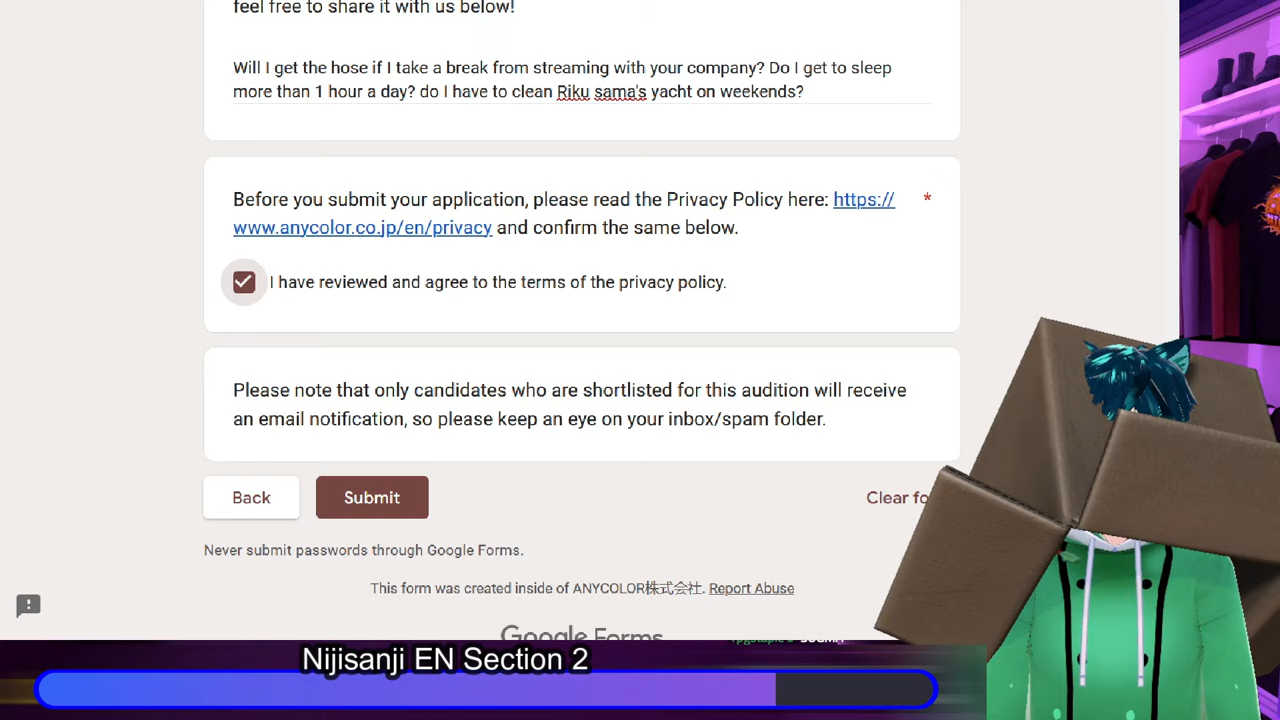 feel free to share it with us below!
Will I get the hose if I take a break from streaming with your company? Do I get to sleep
more than 1 hour a day? do I have to clean Riku sama's yacht on weekends?
Before you submit your application, please read the Privacy Policy here: https:// *
www.anycolor.co.jp/en/privacy and confirm the same below.
I have reviewed and agree to the terms of the privacy policy.
Please note that only candidates who are shortlisted for this audition will receive
an email notification, so please keep an eye on your inbox/spam folder.
Back Submit Clear fo
Never submit passwords through Google Forms.
This form was created inside of ANYCOLOR株式会社. Report Abuse
Google Forms
Nijisanji EN Section 2